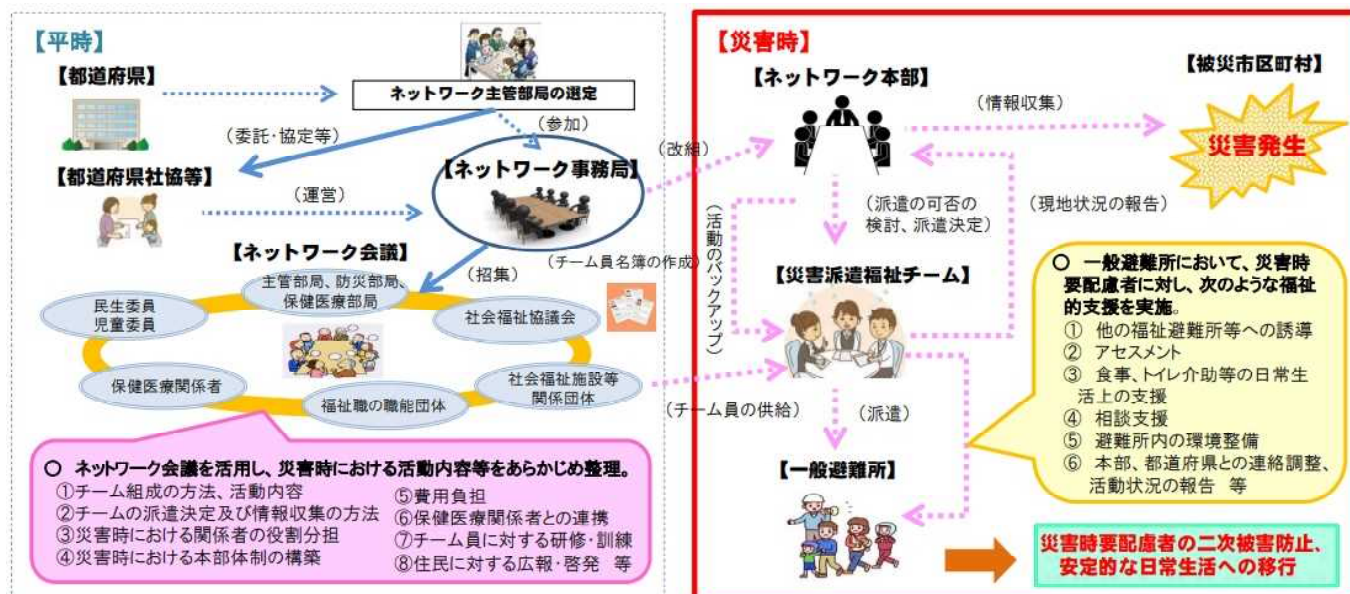 【平時】
【都道府県】
ネットワーク主管部局の選定
（委託・協定等）
（参加）
【都道府県社協等】
（運営）
【ネットワーク事務局】
（チーム員名簿の作成）
【ネットワーク会議】
（招集）
主管部局、防災部局、
保健医療部局
民生委員
児童委員
社会福祉協議会
保健医療関係者
福祉職の職能団体
社会福祉施設等
関係団体
○　ネットワーク会議を活用し、災害時における活動内容等をあらかじめ整理。
①チーム組成の方法、活動内容
②チームの派遣決定及び情報収集の方法
③災害時における関係者の役割分担
④災害時における本部体制の構築
⑤費用負担
⑥保健医療関係者との連携
⑦チーム員に対する研修・訓練
⑧住民に対する広報・啓発　等
（改組）
【災害時】
【ネットワーク本部】
（情報収集）
【被災市区町村】
災害発生
（活動のバックアップ）
（派遣の可否の
検討、派遣決定）
（現地状況の報告）
【災害派遣福祉チーム】
（チーム員の供給）
（派遣）
【一般避難所】
○　一般避難所において、災害時
要配慮者に対し、次のような福祉
的支援を実施。
①　他の福祉避難所等への誘導
②　アセスメント
③　食事、トイレ介助等の日常生
活上の支援
④　相談支援
⑤　避難所内の環境整備
⑥　本部、都道府県との連絡調整、
活動状況の報告　等
災害時要配慮者の二次被害防止、
安定的な日常生活への移行